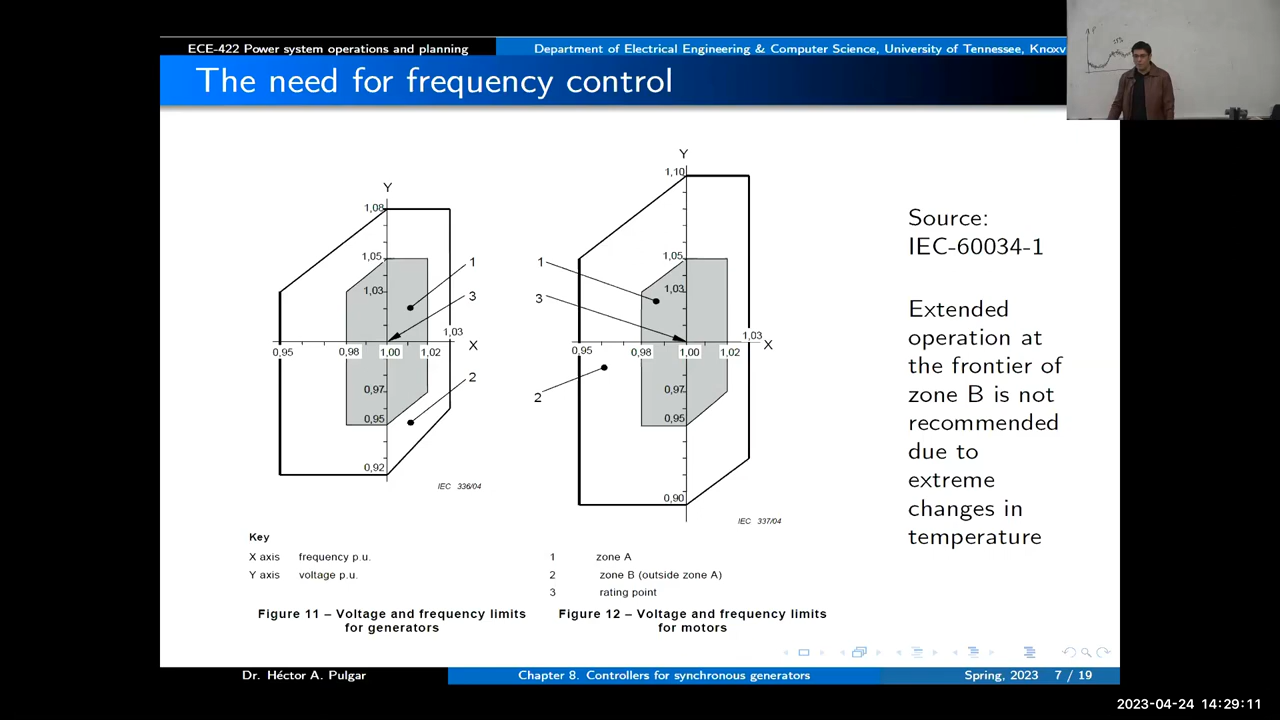 ECE-422 Power system operations and planning
Department of Electrical Engineering & Computer Science, University of Tennessee, Knoxv
The need for frequency control
Y
1,08
1,05
1,03
1
3
1,03
0,95
0,98
1,00
1,02
X
0,97
2
0,95
0,92
IEC 336/04
Y
1,10
1,05
1
1,03
3
1,03
0,95
0,98
1,00
1,02
X
0,97
2
0,95
0,90
IEC 337/04
Source:
IEC-60034-1
Extended
operation at
the frontier of
zone B is not
recommended
due to
extreme
changes in
temperature
Key
X axis frequency p.u.
Y axis voltage p.u.
1 zone A
2 zone B (outside zone A)
3 rating point
Figure 11 – Voltage and frequency limits
for generators
Figure 12 – Voltage and frequency limits
for motors
Dr. Héctor A. Pulgar
Chapter 8. Controllers for synchronous generators
Spring, 2023 7 / 19
2023-04-24 14:29:11